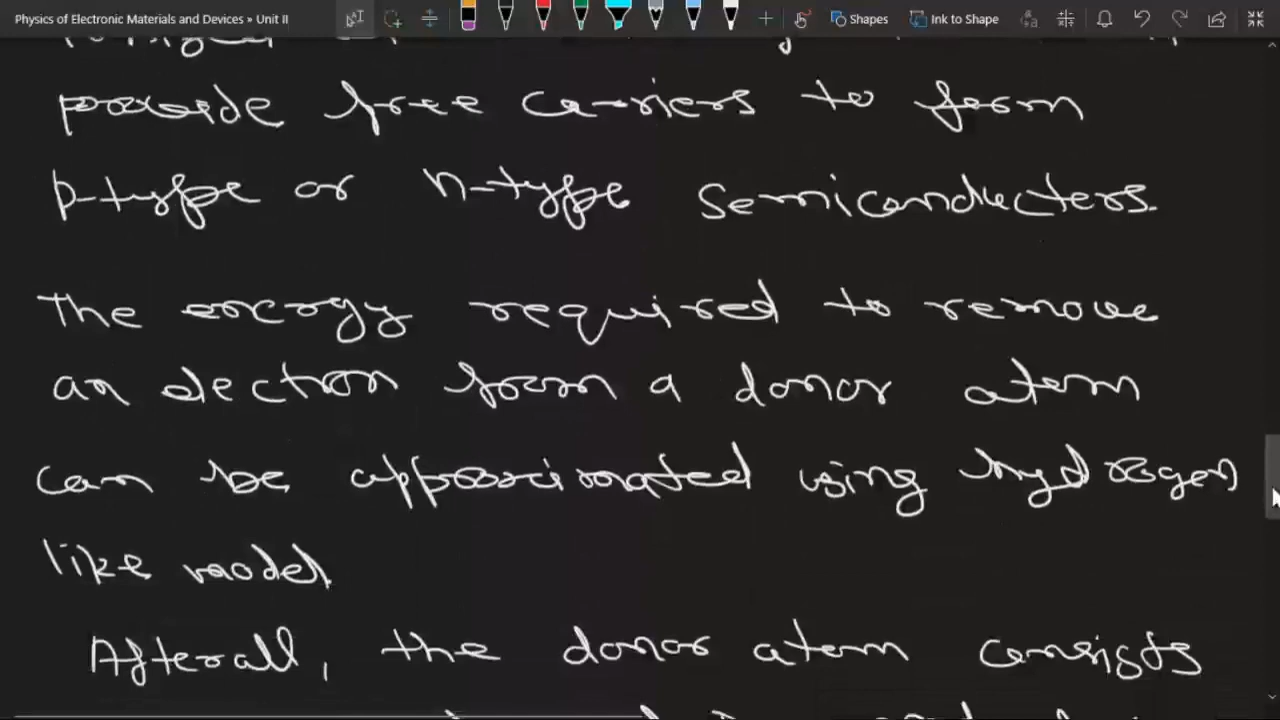 Physics of Electronic Materials and Devices » Unit II
Shapes
Ink to Shape
provide free carriers to form
p-type or n-type semiconductors.
The energy required to remove
an electron from a donor atom
can be approximated using hydrogen
like model.
Afterall, the donor atom consists